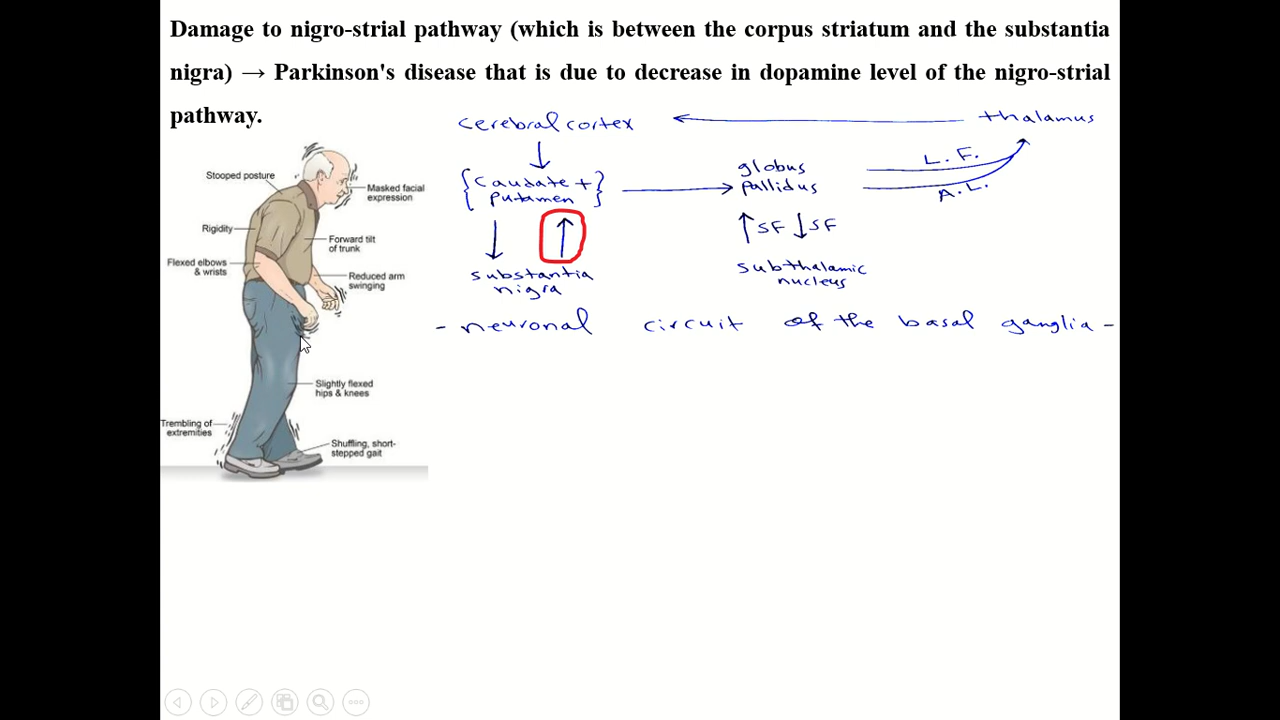 Damage to nigro-strial pathway (which is between the corpus striatum and the substantia
nigra) → Parkinson's disease that is due to decrease in dopamine level of the nigro-strial
pathway.
cerebral cortex ← thalamus
↓
{caudate +
putamen} → globus
pallidus
L. F.
A. L.
↓ ↑
↑ SF ↓ SF
substantia
nigra
subthalamic
nucleus
- neuronal circuit of the basal ganglia -
Stooped posture
Masked facial
expression
Rigidity
Forward tilt
of trunk
Flexed elbows
& wrists
Reduced arm
swinging
Slightly flexed
hips & knees
Trembling of
extremities
Shuffling, short-
stepped gait